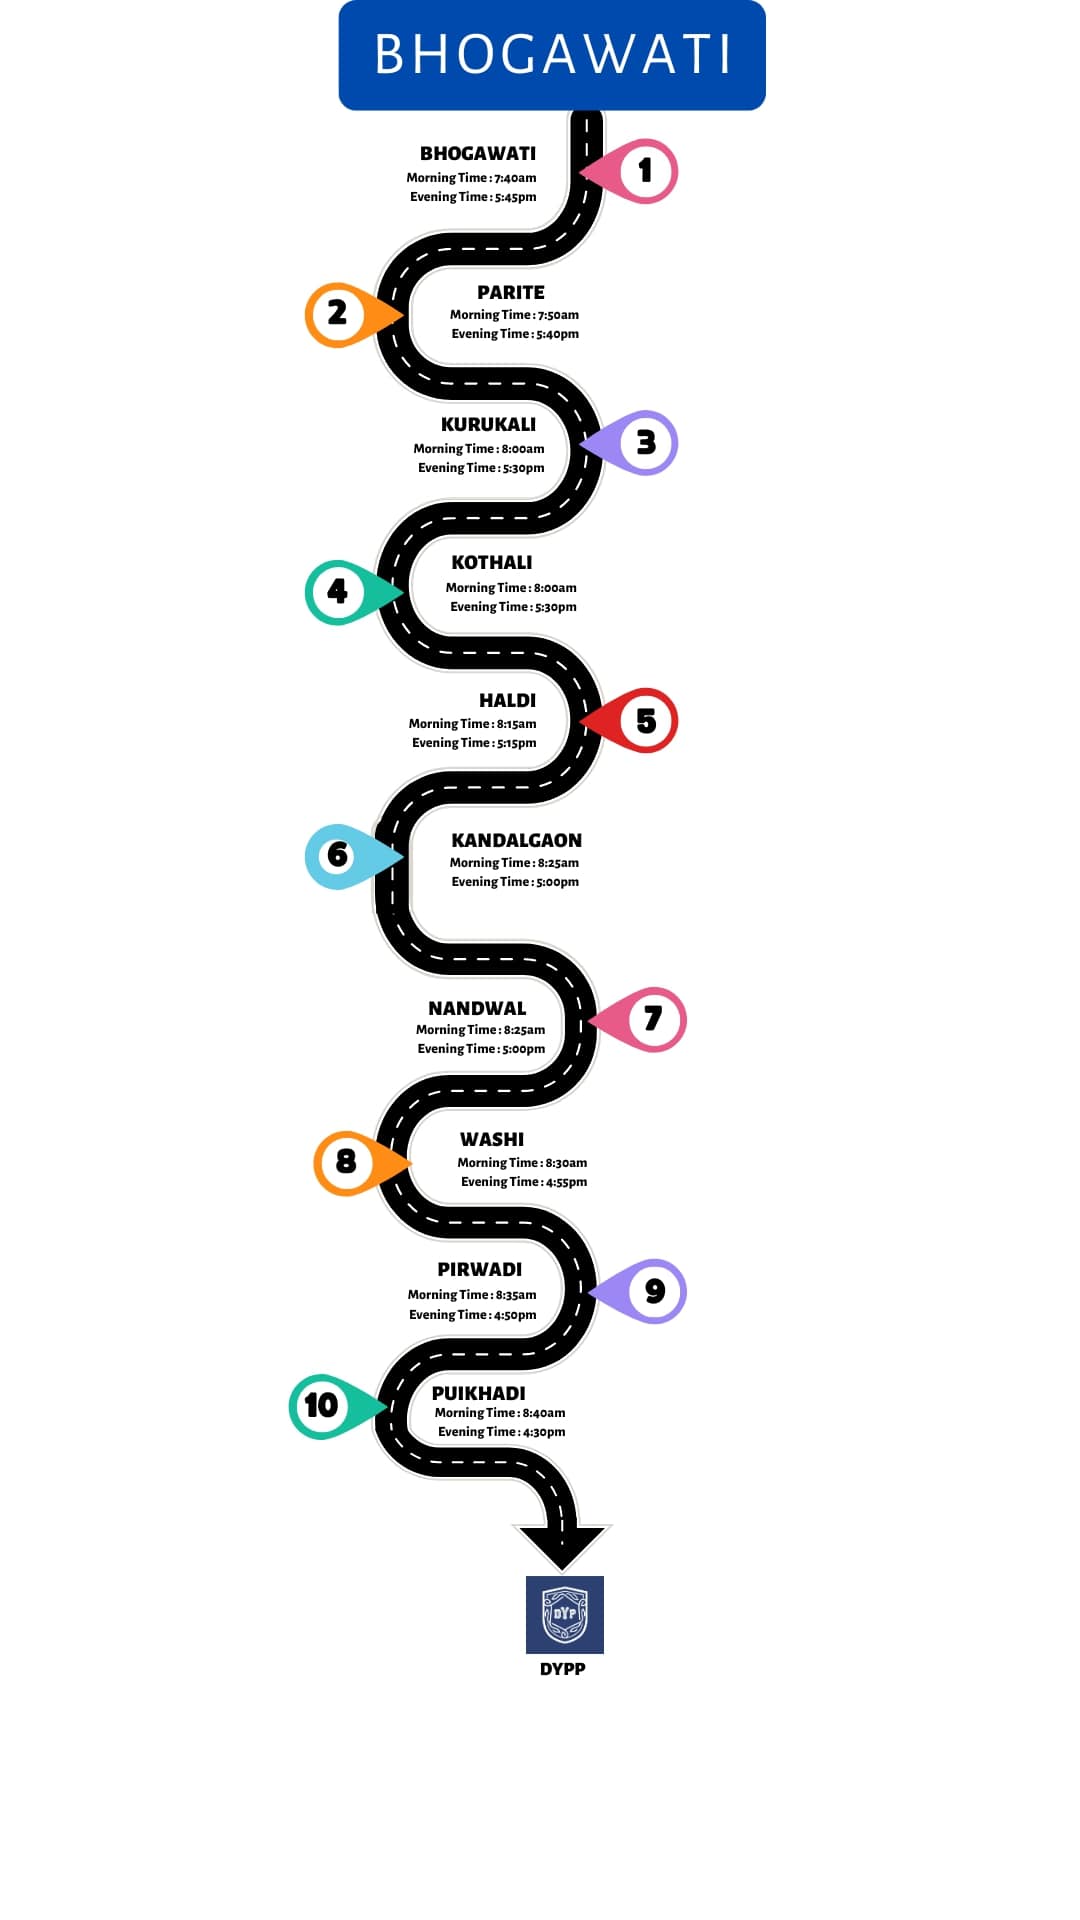 BHOGAWATI
BHOGAWATI
Morning Time : 7:40am
Evening Time : 5:45pm
1
2
PARITE
Morning Time : 7:50am
Evening Time : 5:40pm
KURUKALI
Morning Time : 8:00am
Evening Time : 5:30pm
3
4
KOTHALI
Morning Time : 8:00am
Evening Time : 5:30pm
HALDI
Morning Time : 8:15am
Evening Time : 5:15pm
5
6
KANDALGAON
Morning Time : 8:25am
Evening Time : 5:00pm
NANDWAL
Morning Time : 8:25am
Evening Time : 5:00pm
7
8
WASHI
Morning Time : 8:30am
Evening Time : 4:55pm
PIRWADI
Morning Time : 8:35am
Evening Time : 4:50pm
9
10
PUIKHADI
Morning Time : 8:40am
Evening Time : 4:30pm
DYP
DYPP